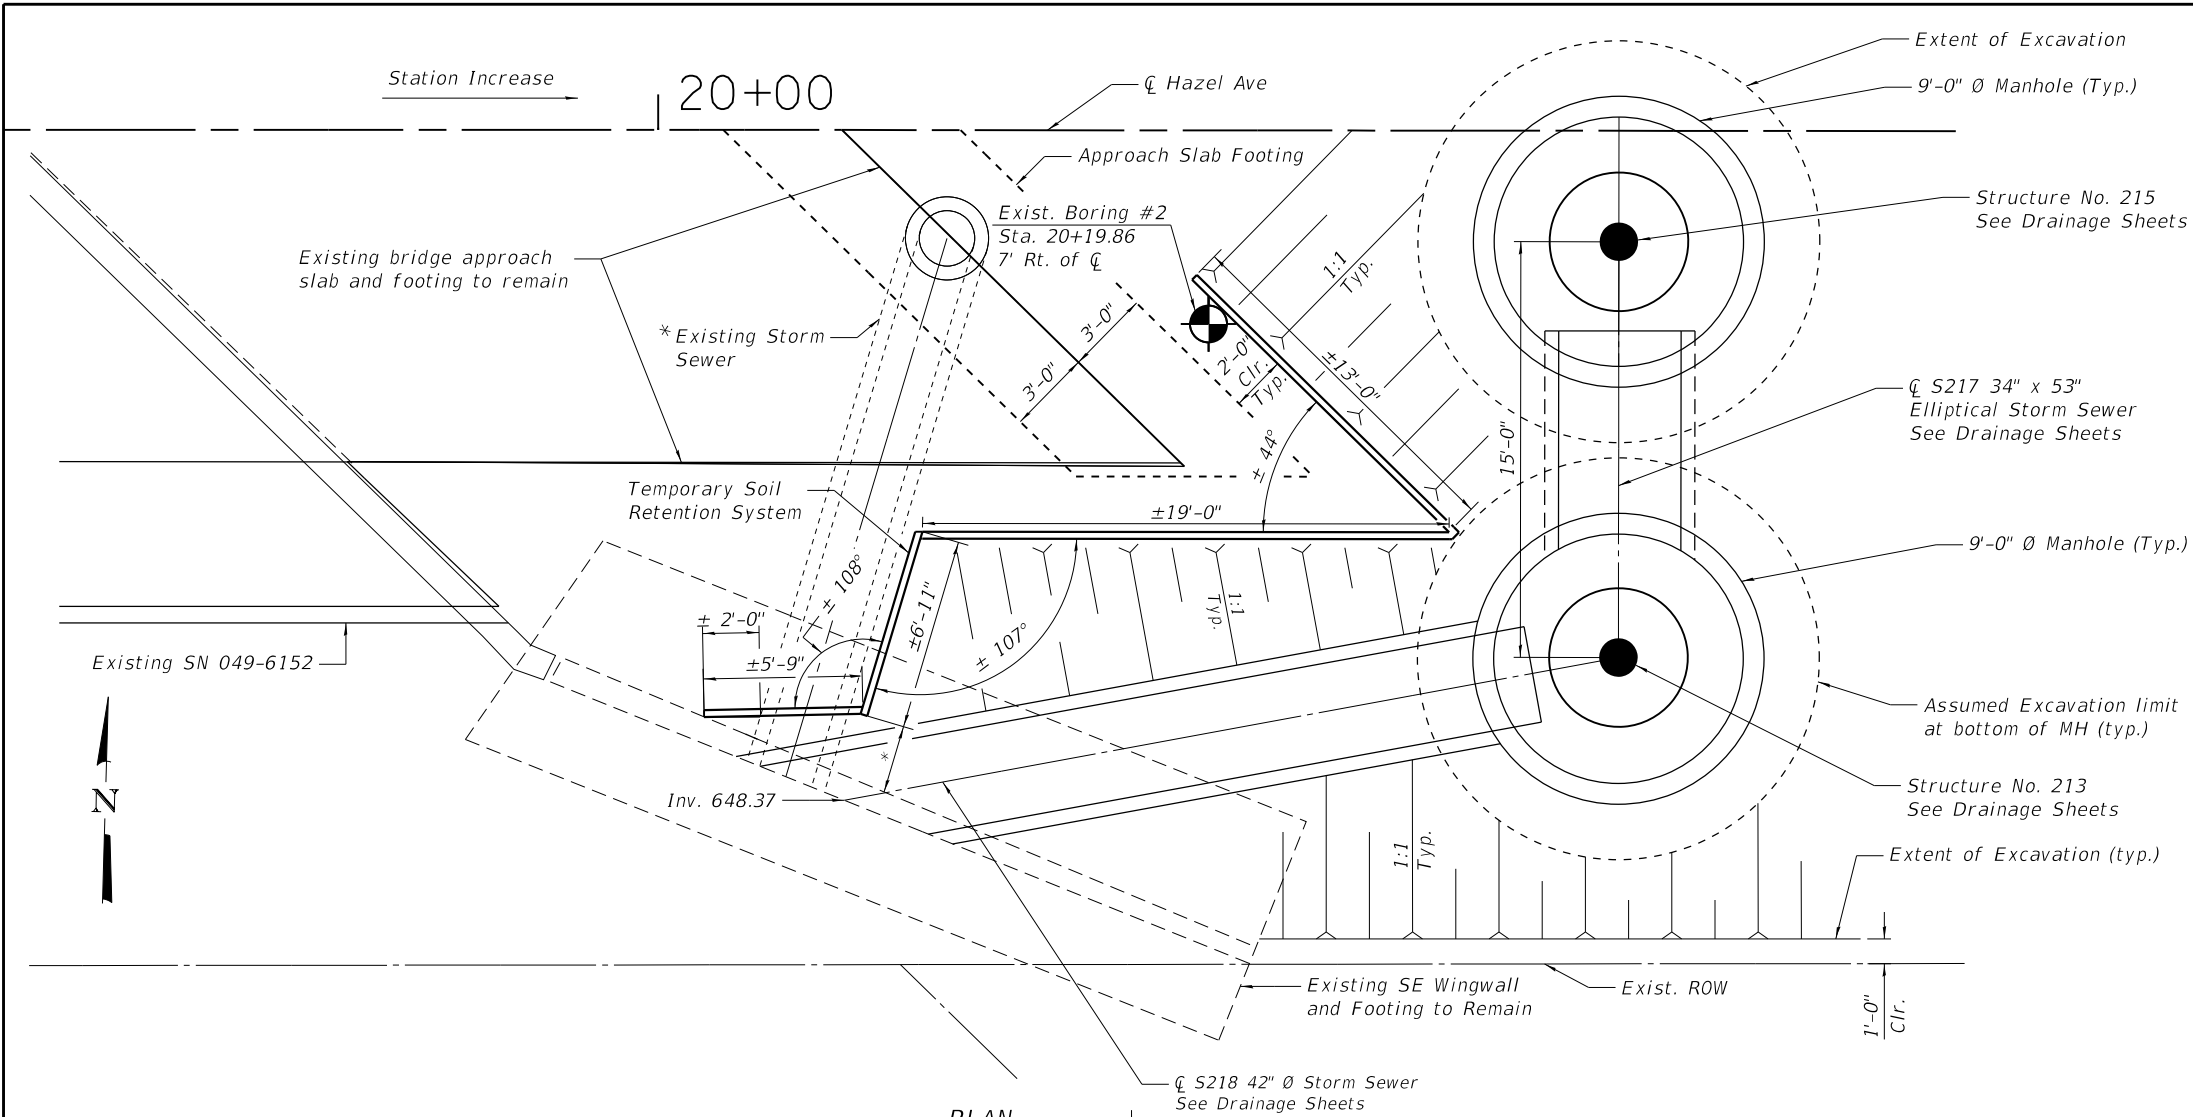 Station Increase
20+00
℄ Hazel Ave
Extent of Excavation
9'-0" Ø Manhole (Typ.)
Approach Slab Footing
Structure No. 215
See Drainage Sheets
Exist. Boring #2
Sta. 20+19.86
7' Rt. of ℄
Existing bridge approach
slab and footing to remain
1:1
Typ.
*Existing Storm
Sewer
3'-0"
3'-0"
2'-0"
Clr.
Typ.
±13'-0"
℄ S217 34" x 53"
Elliptical Storm Sewer
See Drainage Sheets
15'-0"
± 44°
Temporary Soil
Retention System
±19'-0"
9'-0" Ø Manhole (Typ.)
± 108°
±6'-11"
1:1
Typ.
± 2'-0"
± 107°
±5'-9"
Existing SN 049-6152
Assumed Excavation limit
at bottom of MH (typ.)
*
N
Inv. 648.37
Structure No. 213
See Drainage Sheets
1:1
Typ.
Extent of Excavation (typ.)
Existing SE Wingwall
and Footing to Remain
Exist. ROW
1'-0"
Clr.
℄ S218 42" Ø Storm Sewer
See Drainage Sheets
PLAN